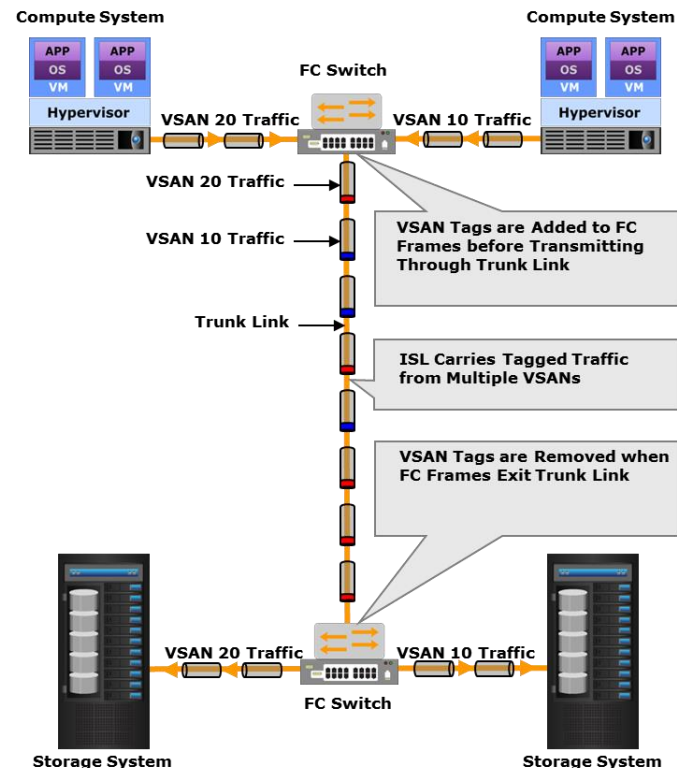 Compute System
Compute System
APP
APP
OS
OS
VM
VM
Hypervisor
APP
APP
OS
OS
VM
VM
Hypervisor
FC Switch
VSAN 20 Traffic
VSAN 10 Traffic
VSAN 20 Traffic
VSAN Tags are Added to FC
Frames before Transmitting
Through Trunk Link
VSAN 10 Traffic
Trunk Link
ISL Carries Tagged Traffic
from Multiple VSANs
VSAN Tags are Removed when
FC Frames Exit Trunk Link
VSAN 20 Traffic
VSAN 10 Traffic
FC Switch
Storage System
Storage System